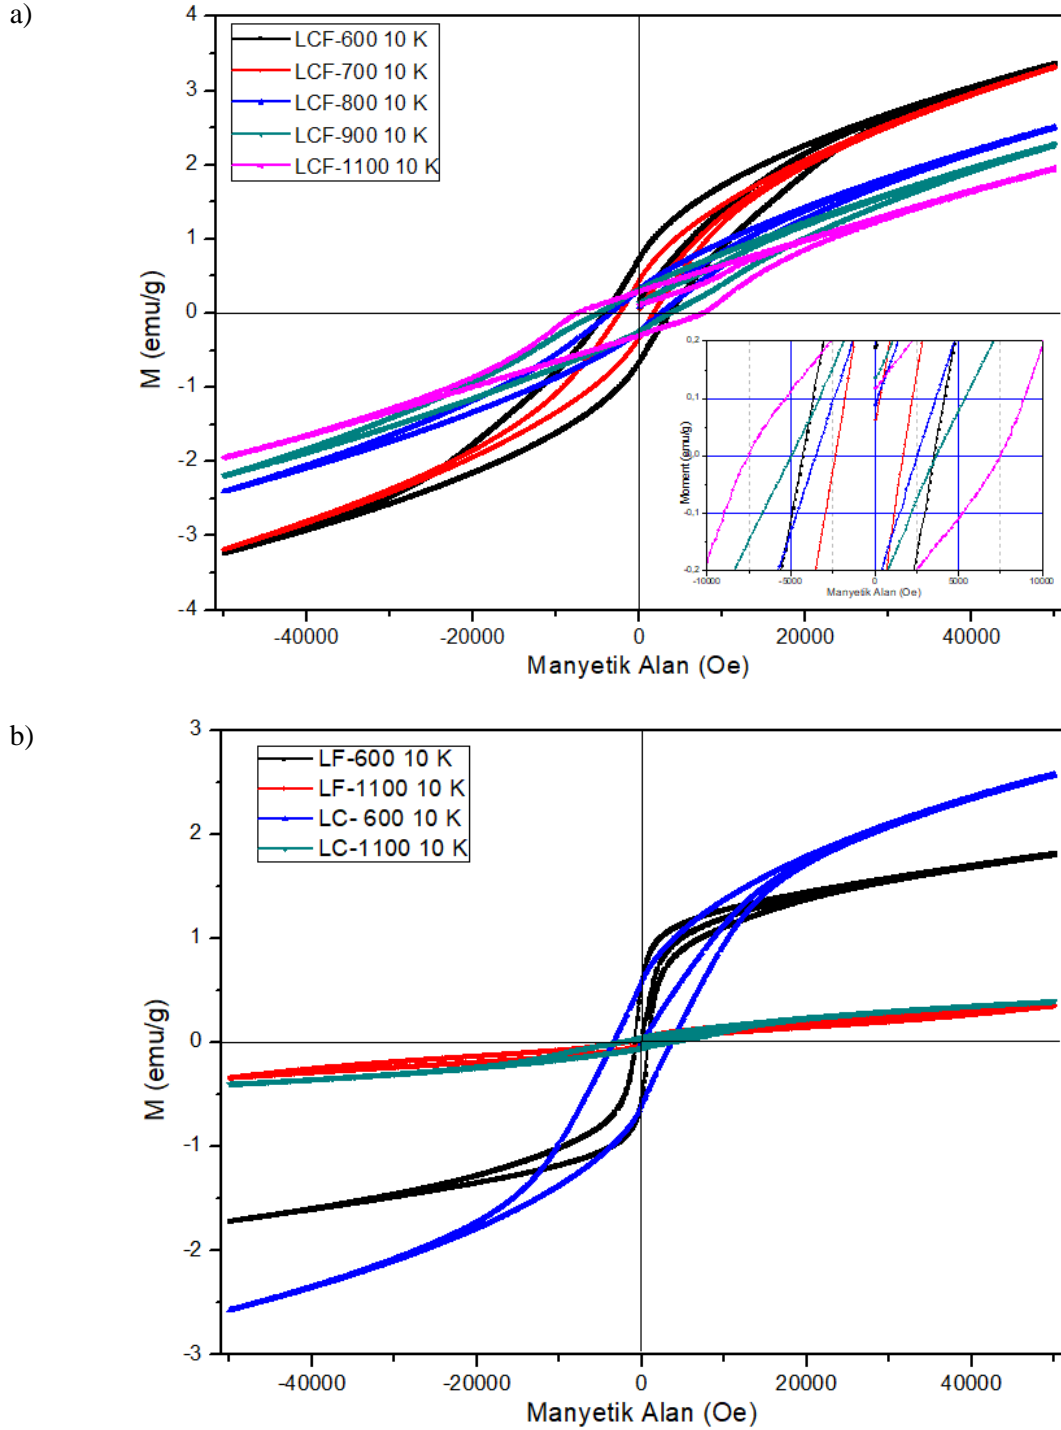 a)
4
3
2
1
0
-1
-2
-3
-4
M (emu/g)
LCF-600 10 K
LCF-700 10 K
LCF-800 10 K
LCF-900 10 K
LCF-1100 10 K
0,2
0,1
0,0
-0,1
-0,2
Moment (emu/g)
-10000 -5000 0 5000 10000
Manyetik Alan (Oe)
-40000 -20000 0 20000 40000
Manyetik Alan (Oe)
b)
3
2
1
0
-1
-2
-3
M (emu/g)
LF-600 10 K
LF-1100 10 K
LC- 600 10 K
LC-1100 10 K
-40000 -20000 0 20000 40000
Manyetik Alan (Oe)